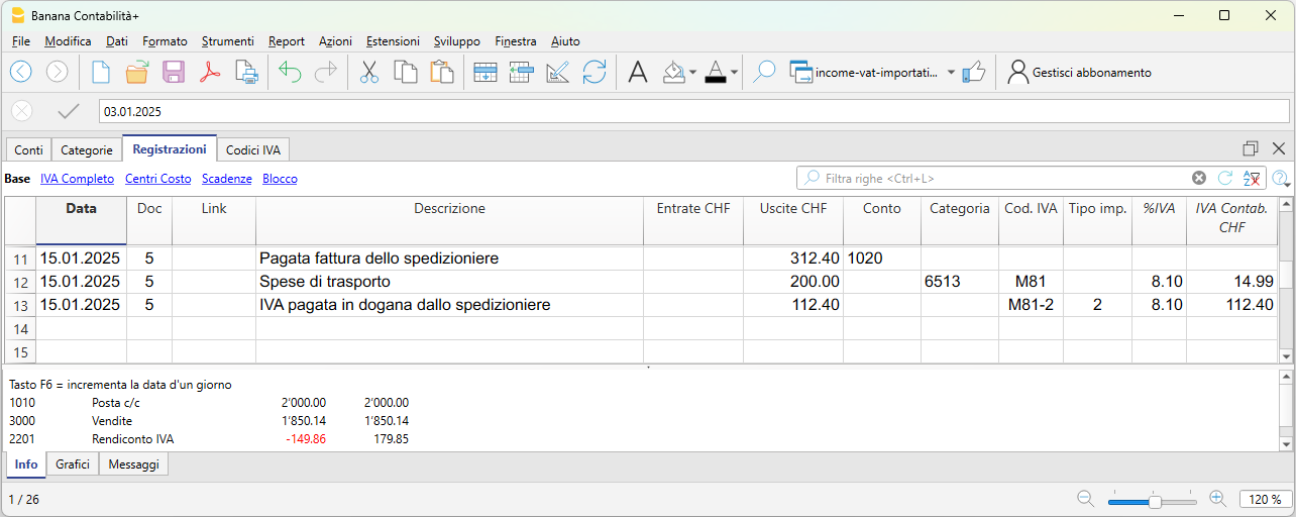 Banana Contabilità+
File Modifica Dati Formato Strumenti Report Azioni Estensioni Sviluppo Finestra Aiuto
income-vat-importati... Gestisci abbonamento
03.01.2025
Conti Categorie Registrazioni Codici IVA
Base IVA Completo Centri Costo Scadenze Blocco Filtra righe <Ctrl+L>
Data Doc Link Descrizione Entrate CHF Uscite CHF Conto Categoria Cod. IVA Tipo imp. %IVA IVA Contab. CHF
11 15.01.2025 5 Pagata fattura dello spedizioniere 312.40 1020
12 15.01.2025 5 Spese di trasporto 200.00 6513 M81 8.10 14.99
13 15.01.2025 5 IVA pagata in dogana dallo spedizioniere 112.40 M81-2 2 8.10 112.40
14
15
Tasto F6 = incrementa la data d'un giorno
1010 Posta c/c 2'000.00 2'000.00
3000 Vendite 1'850.14 1'850.14
2201 Rendiconto IVA -149.86 179.85
Info Grafici Messaggi
1 / 26 120 %